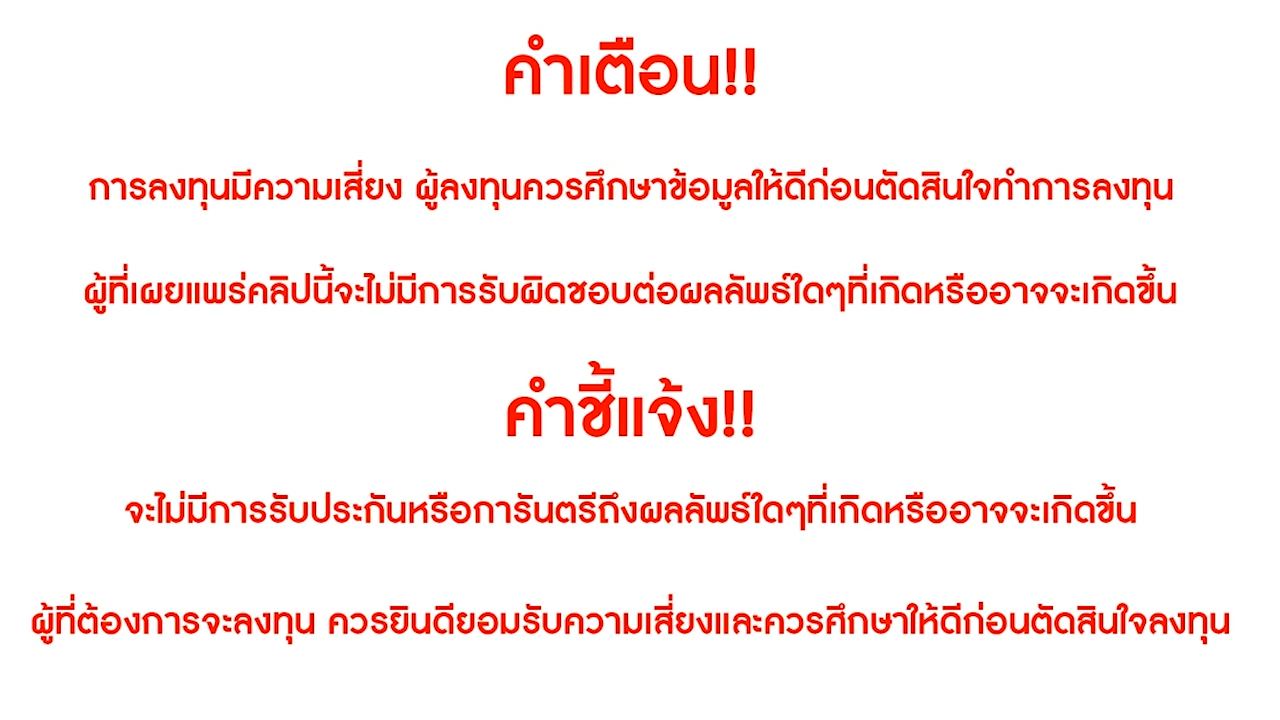 คำเตือน!!
การลงทุนมีความเสี่ยง ผู้ลงทุนควรศึกษาข้อมูลให้ดีก่อนตัดสินใจทำการลงทุน
ผู้ที่เผยแพร่คลิปนี้จะไม่มีการรับผิดชอบต่อผลลัพธ์ใดๆที่เกิดหรืออาจจะเกิดขึ้น
คำชี้แจ้ง!!
จะไม่มีการรับประกันหรือการันตรีถึงผลลัพธ์ใดๆที่เกิดหรืออาจจะเกิดขึ้น
ผู้ที่ต้องการจะลงทุน ควรยินดียอมรับความเสี่ยงและควรศึกษาให้ดีก่อนตัดสินใจลงทุน